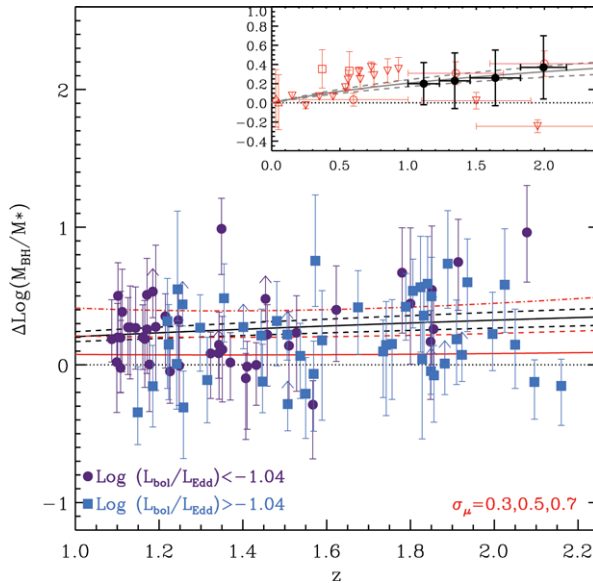 1.0
0.8
0.6
0.4
0.2
0.0
−0.2
−0.4
0.0 0.5 1.0 1.5 2.0
2
1
0
−1
ΔLog(M_BH/M*)
Log (L_bol/L_Edd)<−1.04
Log (L_bol/L_Edd)>−1.04
σ_μ=0.3,0.5,0.7
1.0 1.2 1.4 1.6 1.8 2.0 2.2
z